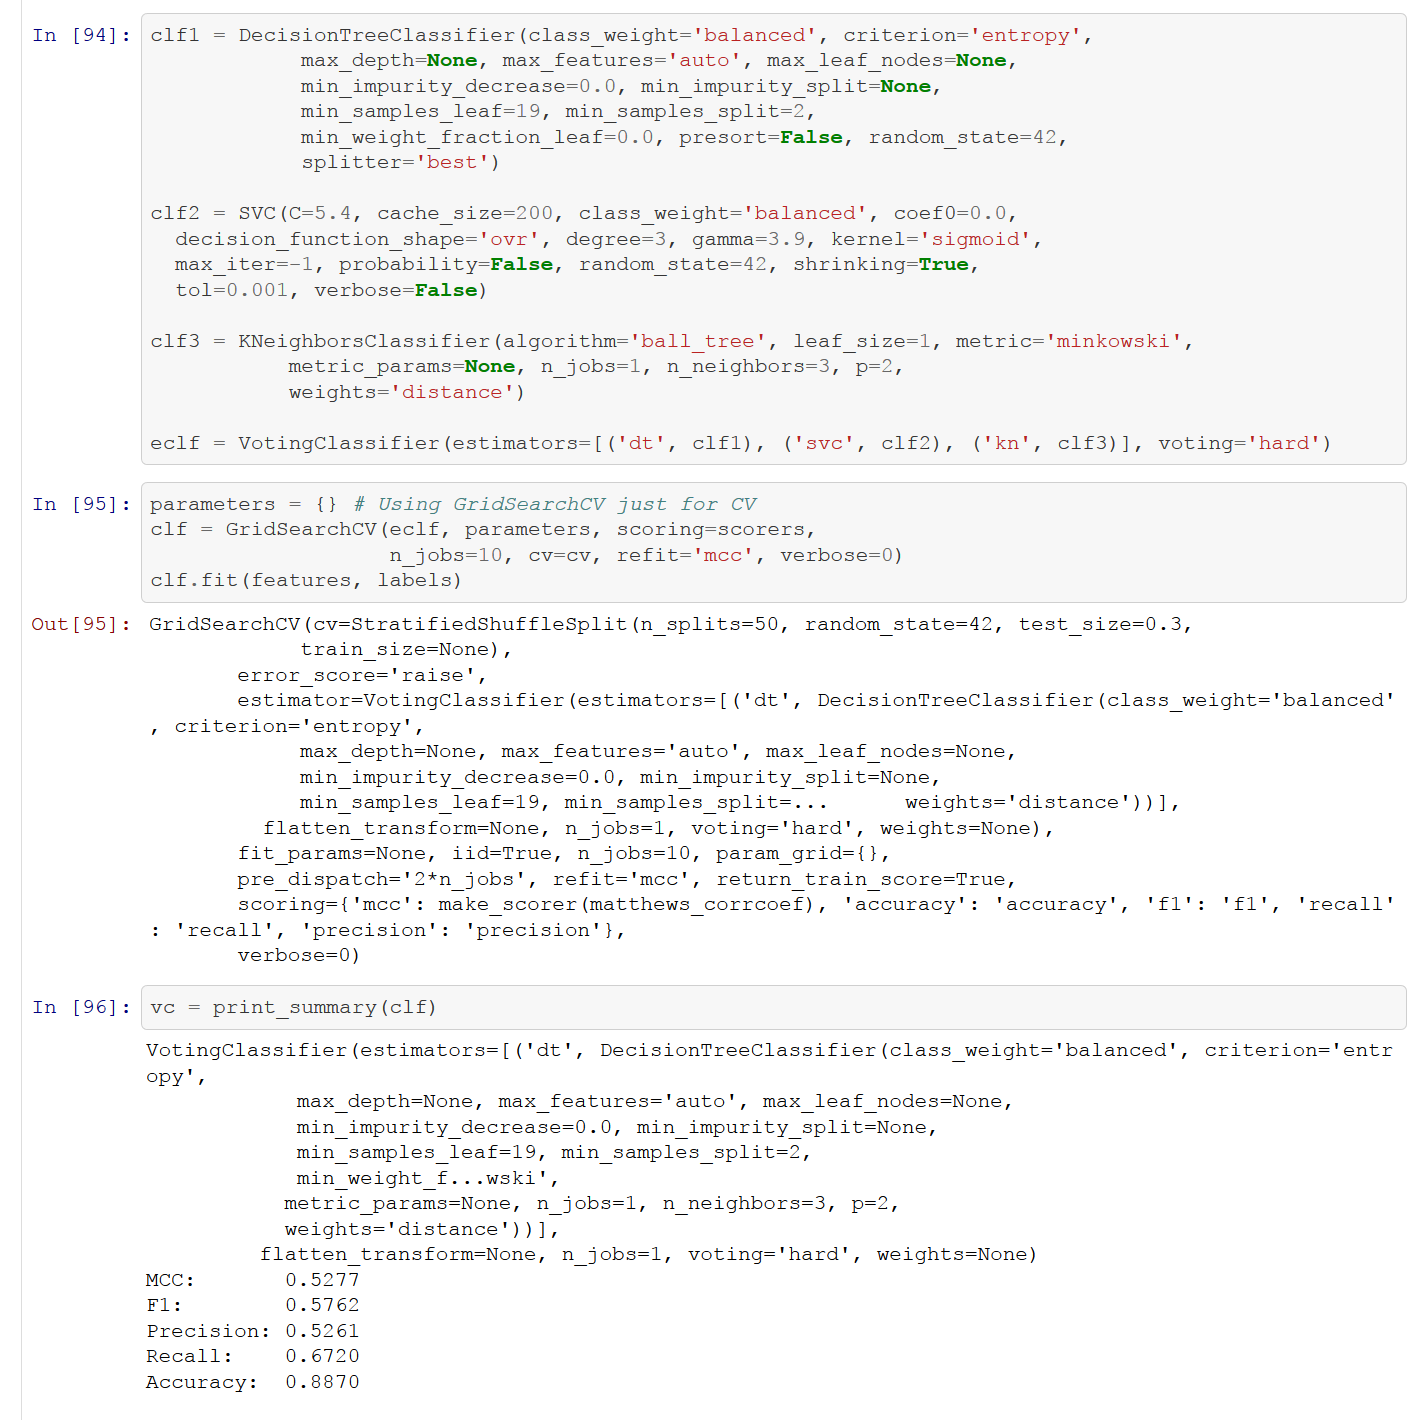 In [94]: clf1 = DecisionTreeClassifier(class_weight='balanced', criterion='entropy',
max_depth=None, max_features='auto', max_leaf_nodes=None,
min_impurity_decrease=0.0, min_impurity_split=None,
min_samples_leaf=19, min_samples_split=2,
min_weight_fraction_leaf=0.0, presort=False, random_state=42,
splitter='best')
clf2 = SVC(C=5.4, cache_size=200, class_weight='balanced', coef0=0.0,
decision_function_shape='ovr', degree=3, gamma=3.9, kernel='sigmoid',
max_iter=-1, probability=False, random_state=42, shrinking=True,
tol=0.001, verbose=False)
clf3 = KNeighborsClassifier(algorithm='ball_tree', leaf_size=1, metric='minkowski',
metric_params=None, n_jobs=1, n_neighbors=3, p=2,
weights='distance')
eclf = VotingClassifier(estimators=[('dt', clf1), ('svc', clf2), ('kn', clf3)], voting='hard')
In [95]: parameters = {} # Using GridSearchCV just for CV
clf = GridSearchCV(eclf, parameters, scoring=scorers,
n_jobs=10, cv=cv, refit='mcc', verbose=0)
clf.fit(features, labels)
Out[95]: GridSearchCV(cv=StratifiedShuffleSplit(n_splits=50, random_state=42, test_size=0.3,
train_size=None),
error_score='raise',
estimator=VotingClassifier(estimators=[('dt', DecisionTreeClassifier(class_weight='balanced'
, criterion='entropy',
max_depth=None, max_features='auto', max_leaf_nodes=None,
min_impurity_decrease=0.0, min_impurity_split=None,
min_samples_leaf=19, min_samples_split=... weights='distance'))],
flatten_transform=None, n_jobs=1, voting='hard', weights=None),
fit_params=None, iid=True, n_jobs=10, param_grid={},
pre_dispatch='2*n_jobs', refit='mcc', return_train_score=True,
scoring={'mcc': make_scorer(matthews_corrcoef), 'accuracy': 'accuracy', 'f1': 'f1', 'recall'
: 'recall', 'precision': 'precision'},
verbose=0)
In [96]: vc = print_summary(clf)
VotingClassifier(estimators=[('dt', DecisionTreeClassifier(class_weight='balanced', criterion='entr
opy',
max_depth=None, max_features='auto', max_leaf_nodes=None,
min_impurity_decrease=0.0, min_impurity_split=None,
min_samples_leaf=19, min_samples_split=2,
min_weight_f...wski',
metric_params=None, n_jobs=1, n_neighbors=3, p=2,
weights='distance'))],
flatten_transform=None, n_jobs=1, voting='hard', weights=None)
MCC: 0.5277
F1: 0.5762
Precision: 0.5261
Recall: 0.6720
Accuracy: 0.8870